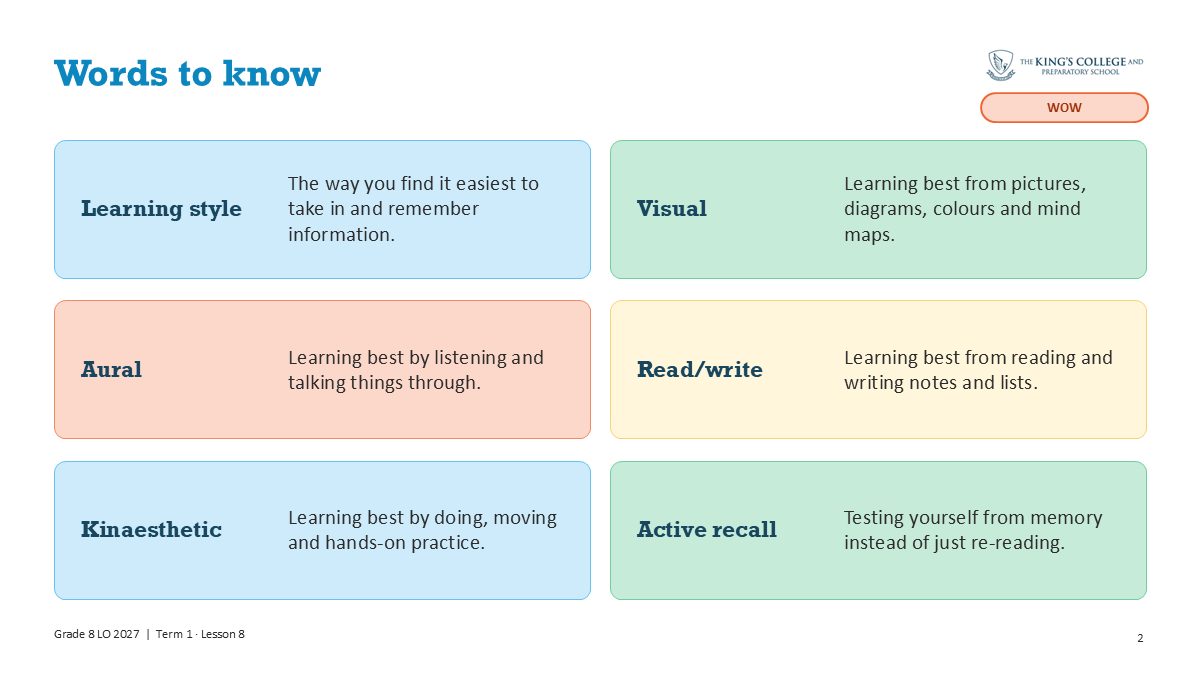 Words to know
THE KING'S COLLEGE AND
PREPARATORY SCHOOL
WOW
Learning style
The way you find it easiest to
take in and remember
information.
Visual
Learning best from pictures,
diagrams, colours and mind
maps.
Aural
Learning best by listening and
talking things through.
Read/write
Learning best from reading and
writing notes and lists.
Kinaesthetic
Learning best by doing, moving
and hands-on practice.
Active recall
Testing yourself from memory
instead of just re-reading.
Grade 8 LO 2027 | Term 1 · Lesson 8
2